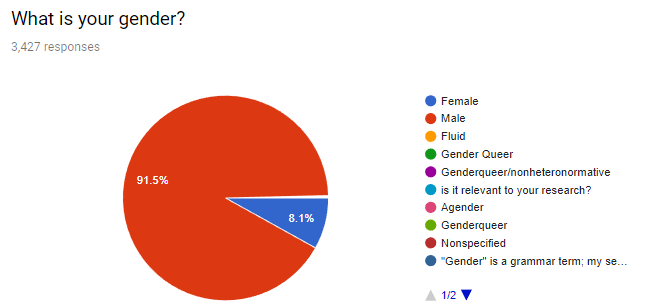 What is your gender?
3,427 responses
91.5%
8.1%
Female
Male
Fluid
Gender Queer
Genderqueer/nonheteronormative
is it relevant to your research?
Agender
Genderqueer
Nonspecified
"Gender" is a grammar term; my se…
1/2